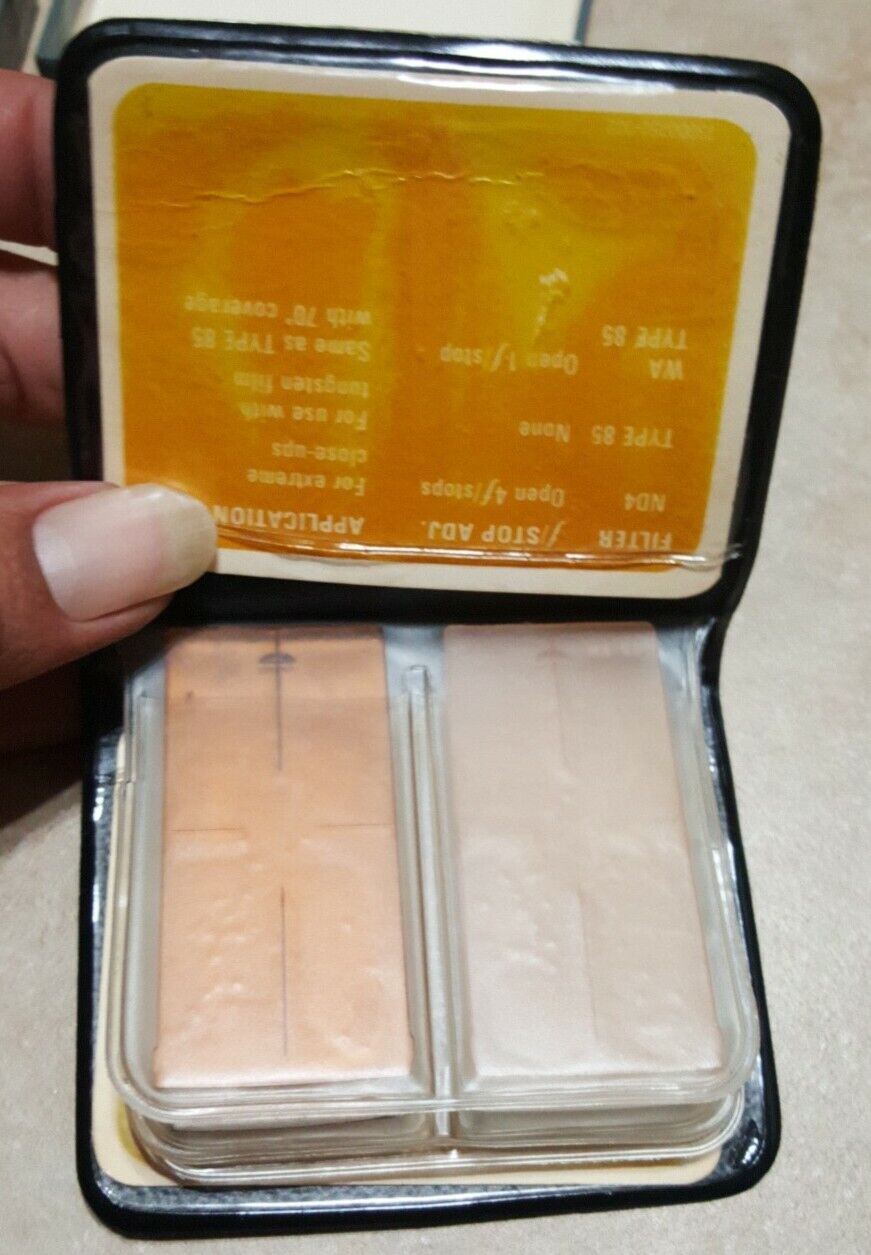 FILTER f/STOP ADJ. APPLICATION
ND4 Open 4 f/stops For extreme
close-ups
TYPE 85 None For use with
tungsten film
WA Open 1 f/stop Same as TYPE 85
TYPE 85 with 70° coverage